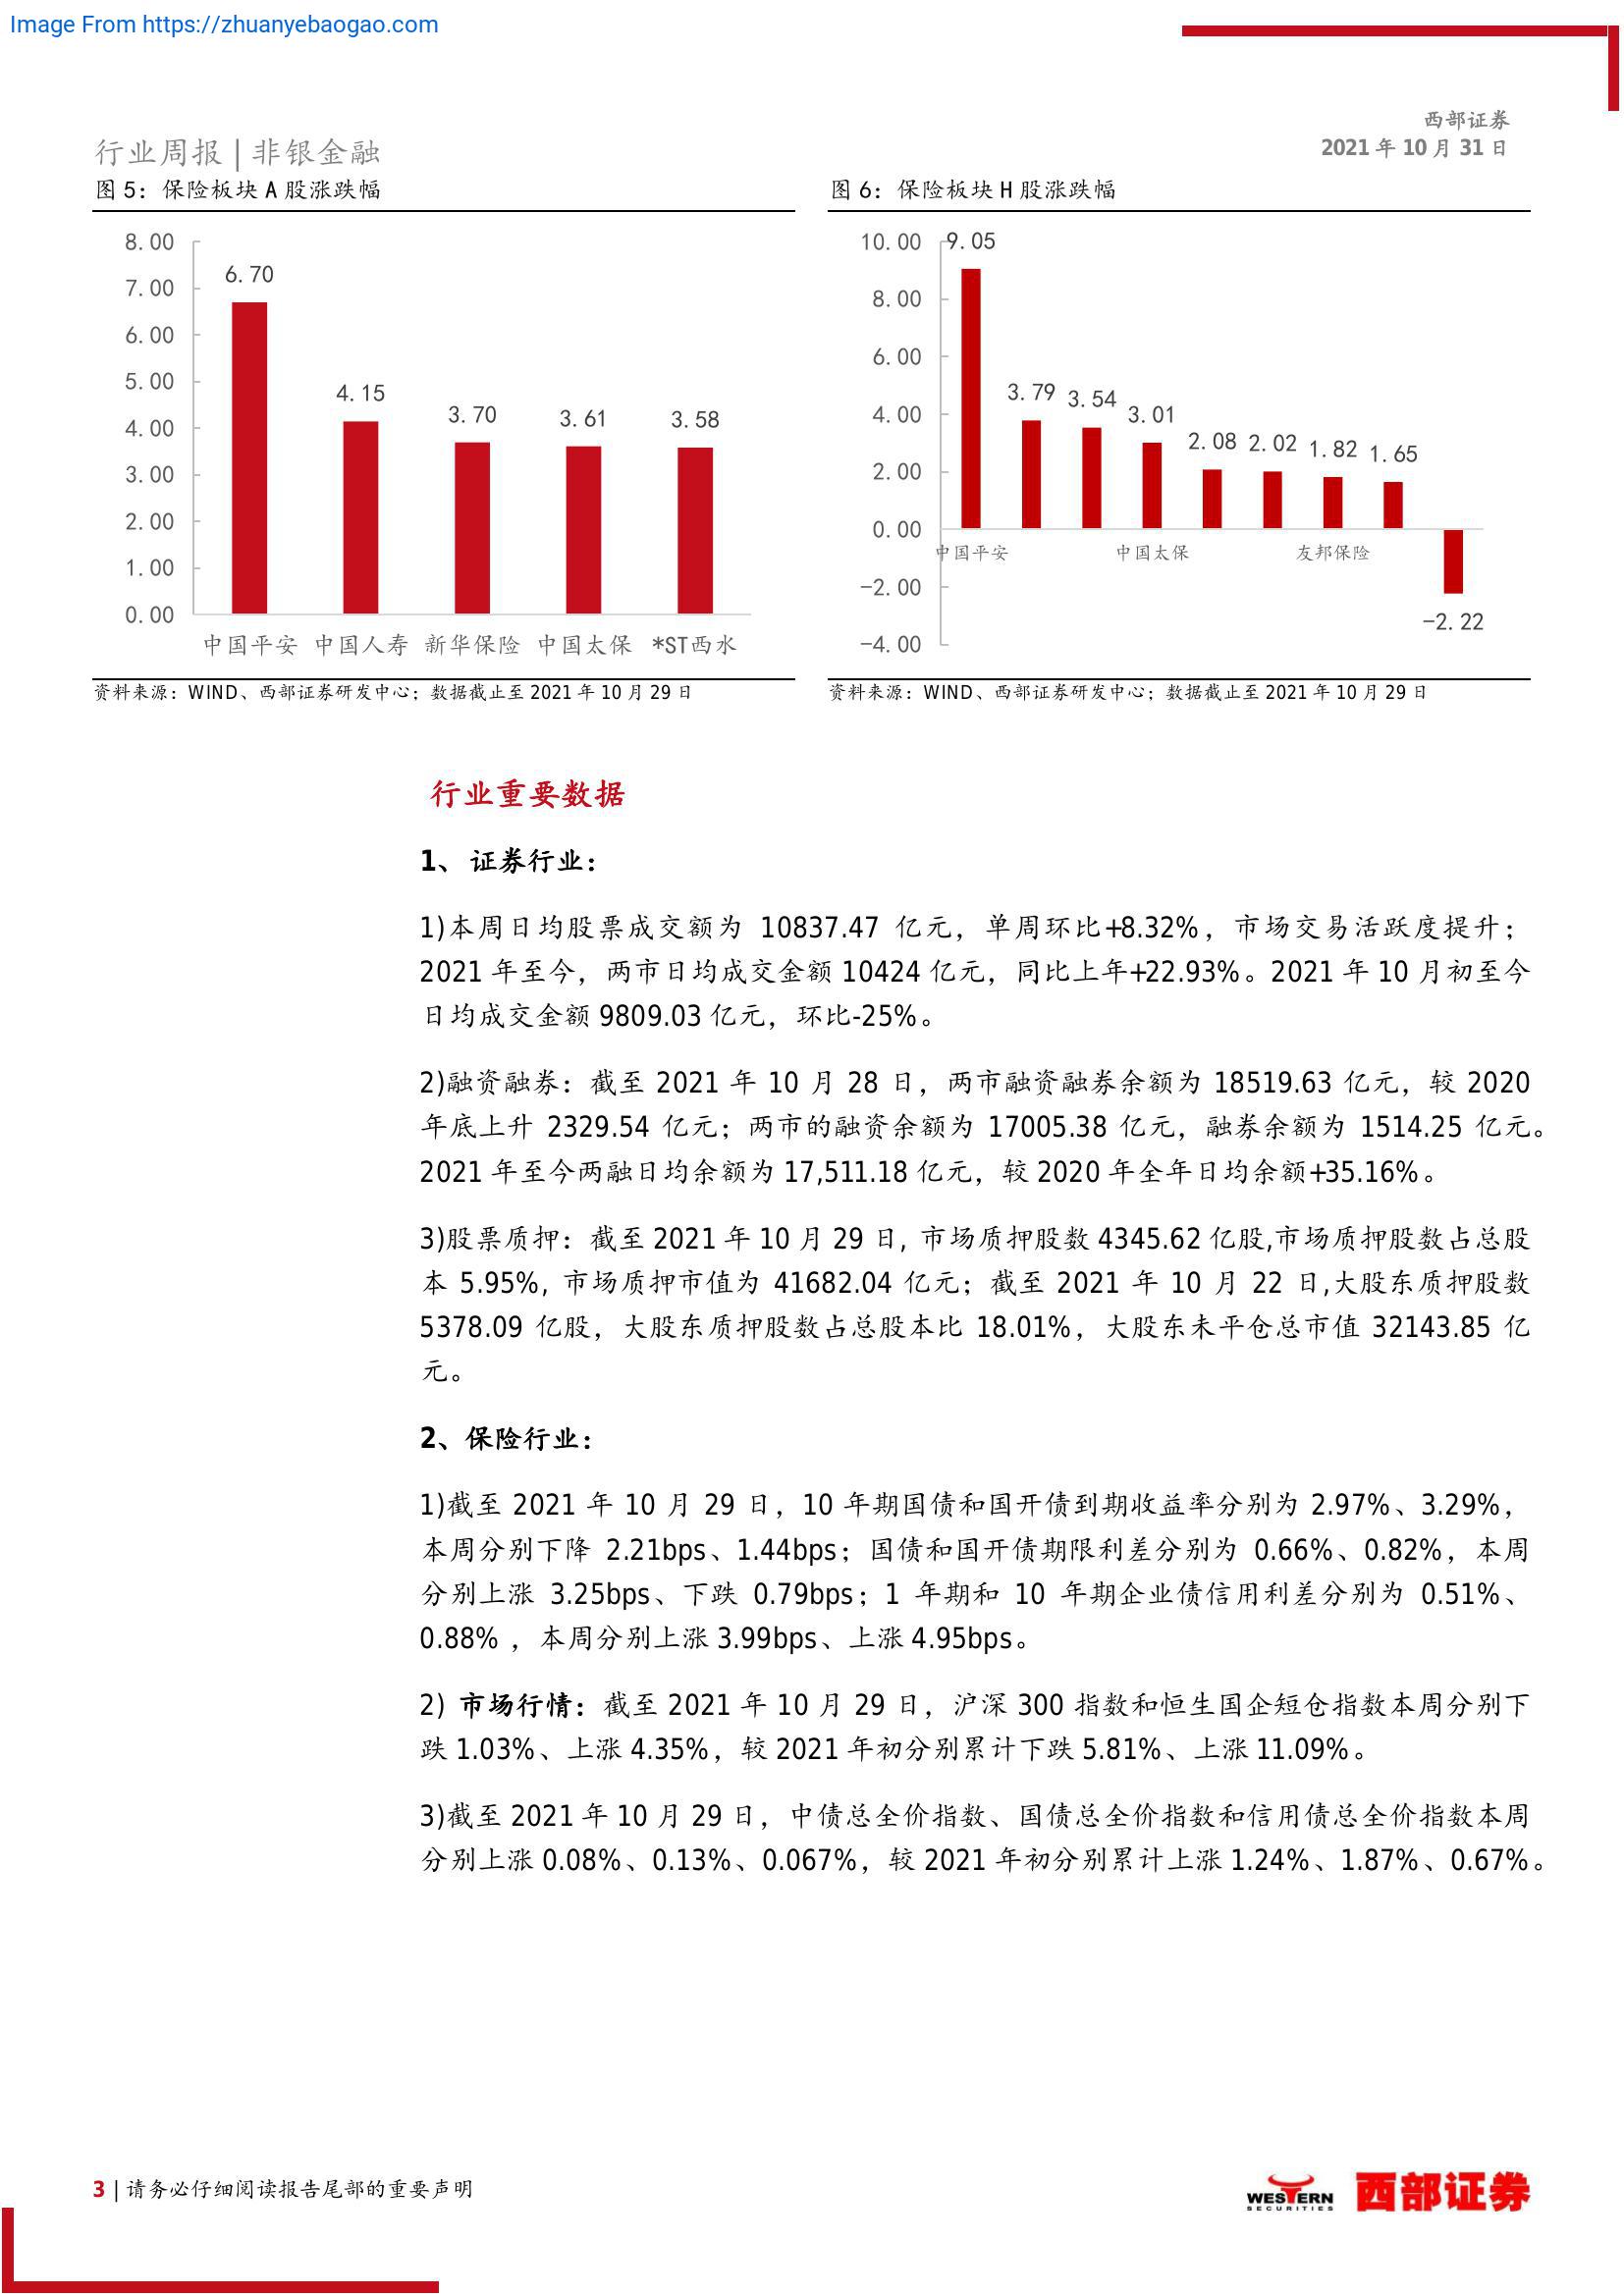 Image From https://zhuanyebaogao.com
西部证券
2021 年 10 月 31 日
行业周报 | 非银金融
图 5：保险板块 A 股涨跌幅
8.00
7.00
6.00
5.00
4.00
3.00
2.00
1.00
0.00
6.70
4.15
3.70
3.61
3.58
中国平安 中国人寿 新华保险 中国太保 *ST西水
资料来源：WIND、西部证券研发中心；数据截止至 2021 年 10 月 29 日
图 6：保险板块 H 股涨跌幅
10.00
8.00
6.00
4.00
2.00
0.00
-2.00
-4.00
9.05
3.79
3.54
3.01
2.08
2.02
1.82
1.65
-2.22
中国平安 中国太保 友邦保险
资料来源：WIND、西部证券研发中心；数据截止至 2021 年 10 月 29 日
行业重要数据
1、 证券行业：
1)本周日均股票成交额为 10837.47 亿元，单周环比+8.32%，市场交易活跃度提升；
2021 年至今，两市日均成交金额 10424 亿元，同比上年+22.93%。2021 年 10 月初至今
日均成交金额 9809.03 亿元，环比-25%。
2)融资融券：截至 2021 年 10 月 28 日，两市融资融券余额为 18519.63 亿元，较 2020
年底上升 2329.54 亿元；两市的融资余额为 17005.38 亿元，融券余额为 1514.25 亿元。
2021 年至今两融日均余额为 17,511.18 亿元，较 2020 年全年日均余额+35.16%。
3)股票质押：截至 2021 年 10 月 29 日, 市场质押股数 4345.62 亿股,市场质押股数占总股
本 5.95%, 市场质押市值为 41682.04 亿元；截至 2021 年 10 月 22 日,大股东质押股数
5378.09 亿股，大股东质押股数占总股本比 18.01%，大股东未平仓总市值 32143.85 亿
元。
2、保险行业：
1)截至 2021 年 10 月 29 日，10 年期国债和国开债到期收益率分别为 2.97%、3.29%，
本周分别下降 2.21bps、1.44bps；国债和国开债期限利差分别为 0.66%、0.82%，本周
分别上涨 3.25bps、下跌 0.79bps；1 年期和 10 年期企业债信用利差分别为 0.51%、
0.88% ，本周分别上涨 3.99bps、上涨 4.95bps。
2) 市场行情：截至 2021 年 10 月 29 日，沪深 300 指数和恒生国企短仓指数本周分别下
跌 1.03%、上涨 4.35%，较 2021 年初分别累计下跌 5.81%、上涨 11.09%。
3)截至 2021 年 10 月 29 日，中债总全价指数、国债总全价指数和信用债总全价指数本周
分别上涨 0.08%、0.13%、0.067%，较 2021 年初分别累计上涨 1.24%、1.87%、0.67%。
3 | 请务必仔细阅读报告尾部的重要声明
WESTERN
SECURITIES
西部证券